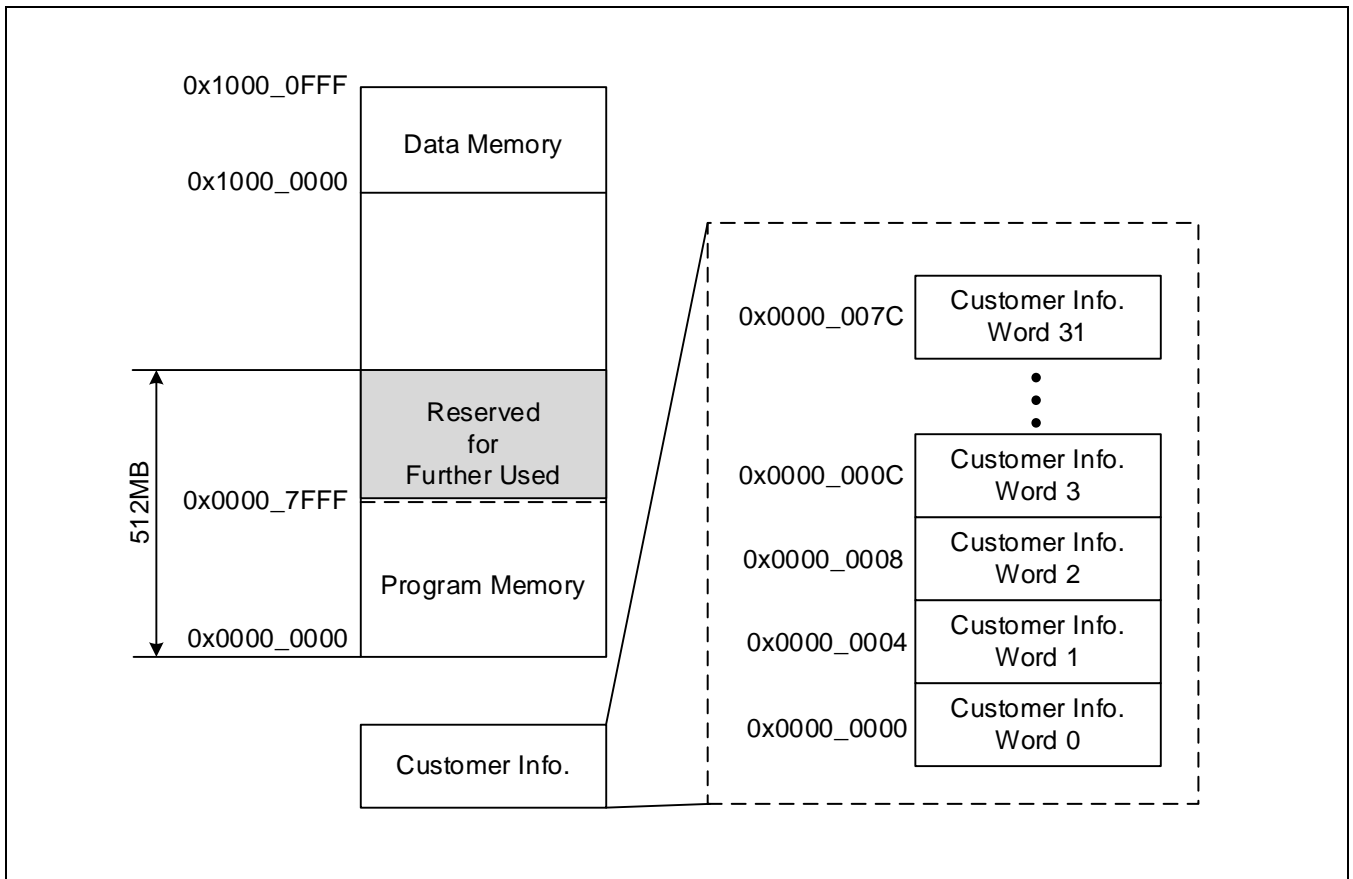 0x1000_0FFF
Data Memory
0x1000_0000
Reserved
for
Further Used
512MB
0x0000_7FFF
Program Memory
0x0000_0000
Customer Info.
0x0000_007C
Customer Info.
Word 31
0x0000_000C
Customer Info.
Word 3
0x0000_0008
Customer Info.
Word 2
0x0000_0004
Customer Info.
Word 1
0x0000_0000
Customer Info.
Word 0